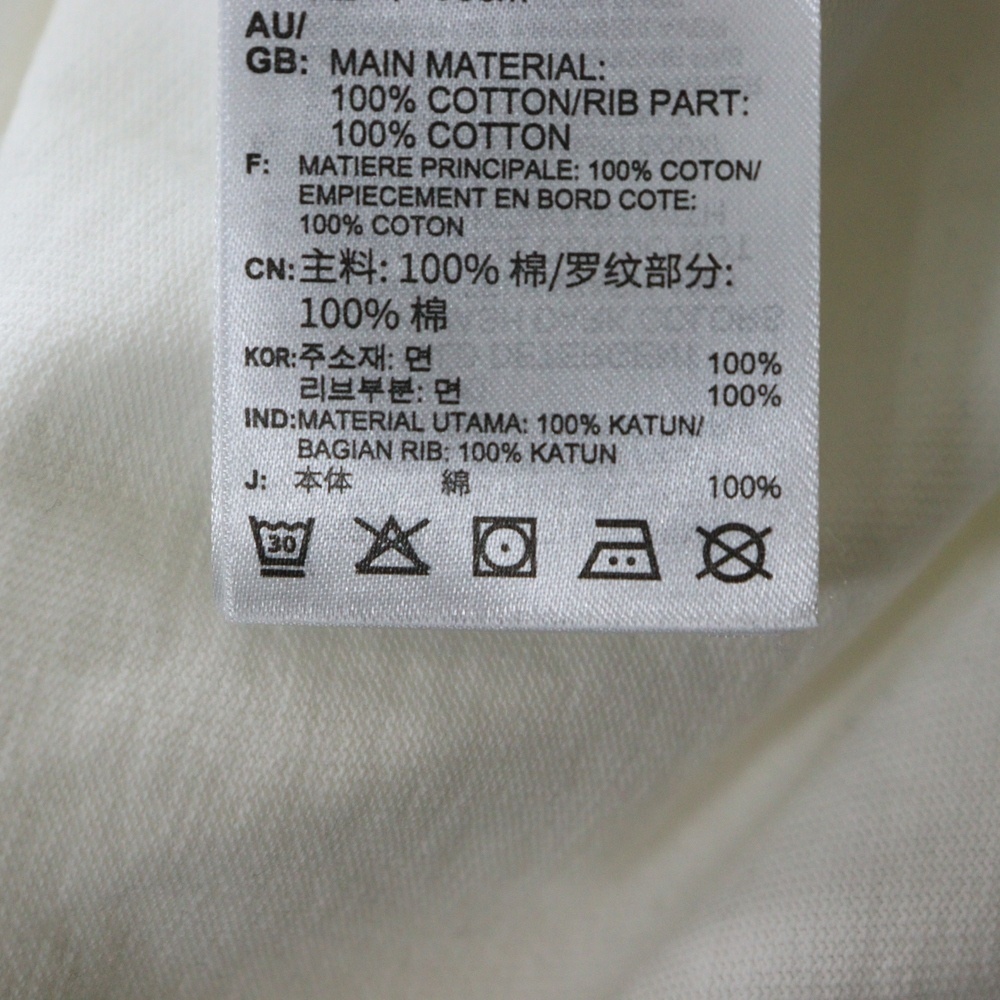 AU/
GB: MAIN MATERIAL:
100% COTTON/RIB PART:
100% COTTON
F: MATIERE PRINCIPALE: 100% COTON/
EMPIECEMENT EN BORD COTE:
100% COTON
CN: 主料: 100% 棉/罗纹部分:
100% 棉
KOR: 주소재: 면 100%
리브부분: 면 100%
IND: MATERIAL UTAMA: 100% KATUN/
BAGIAN RIB: 100% KATUN
J: 本体 綿 100%
30